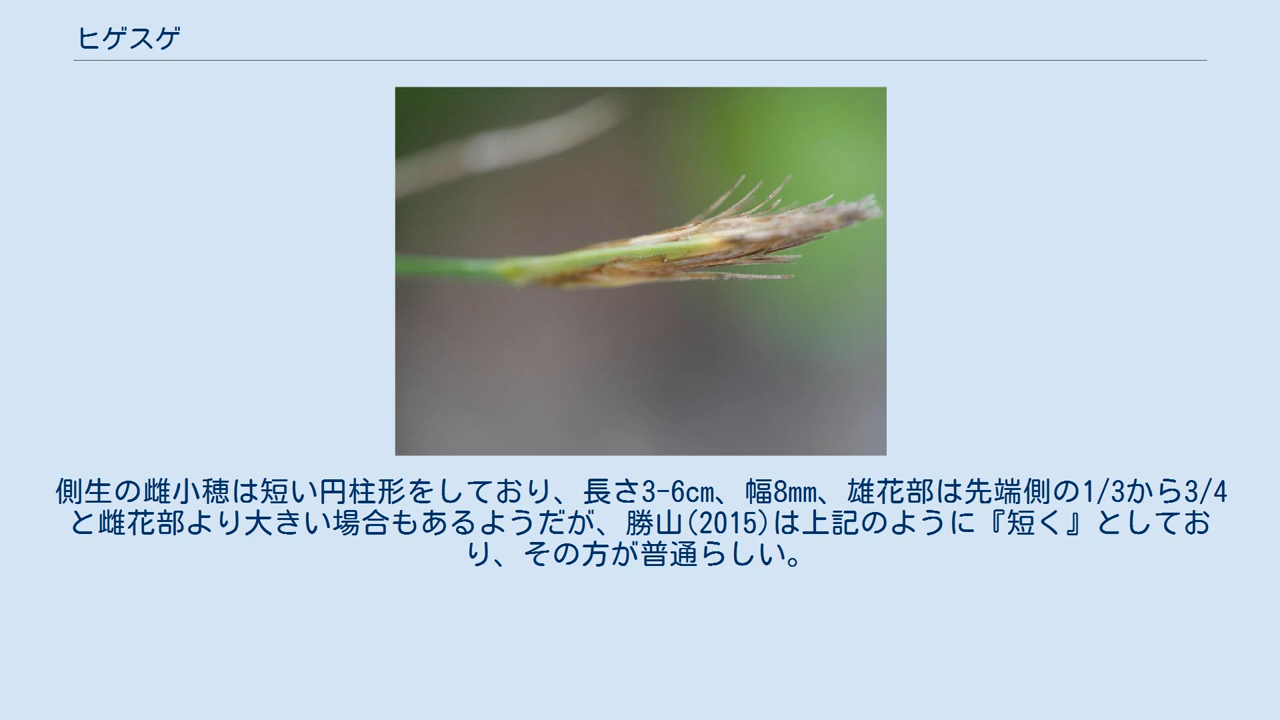 ヒゲスゲ
側生の雌小穂は短い円柱形をしており、長さ3-6cm、幅8mm、雄花部は先端側の1/3から3/4
と雌花部より大きい場合もあるようだが、勝山(2015)は上記のように『短く』としてお
り、その方が普通らしい。